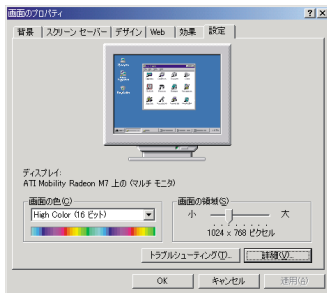 画面のプロパティ
背景 スクリーン セーバー デザイン Web 効果 設定
ディスプレイ:
ATI Mobility Radeon M7 上の (マルチ モニタ)
画面の色(C)
High Color (16 ビット)
画面の領域(S)
小 大
1024 x 768 ピクセル
トラブルシューティング(T)...
詳細(V)...
OK
キャンセル
適用(A)